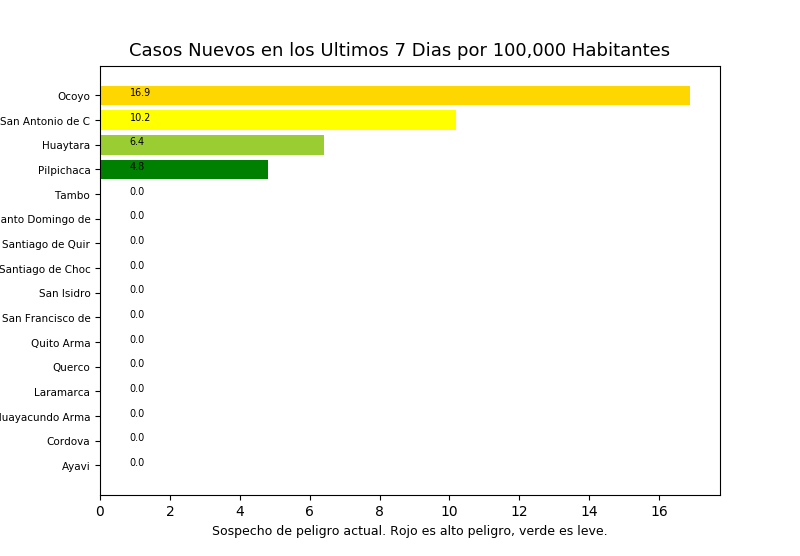 Casos Nuevos en los Ultimos 7 Dias por 100,000 Habitantes
Ocoyo 16.9
San Antonio de C 10.2
Huaytara 6.4
Pilpichaca 4.8
Tambo 0.0
anto Domingo de 0.0
Santiago de Quir 0.0
Santiago de Choc 0.0
San Isidro 0.0
San Francisco de 0.0
Quito Arma 0.0
Querco 0.0
Laramarca 0.0
uayacundo Arma 0.0
Cordova 0.0
Ayavi 0.0
0 2 4 6 8 10 12 14 16
Sospecho de peligro actual. Rojo es alto peligro, verde es leve.